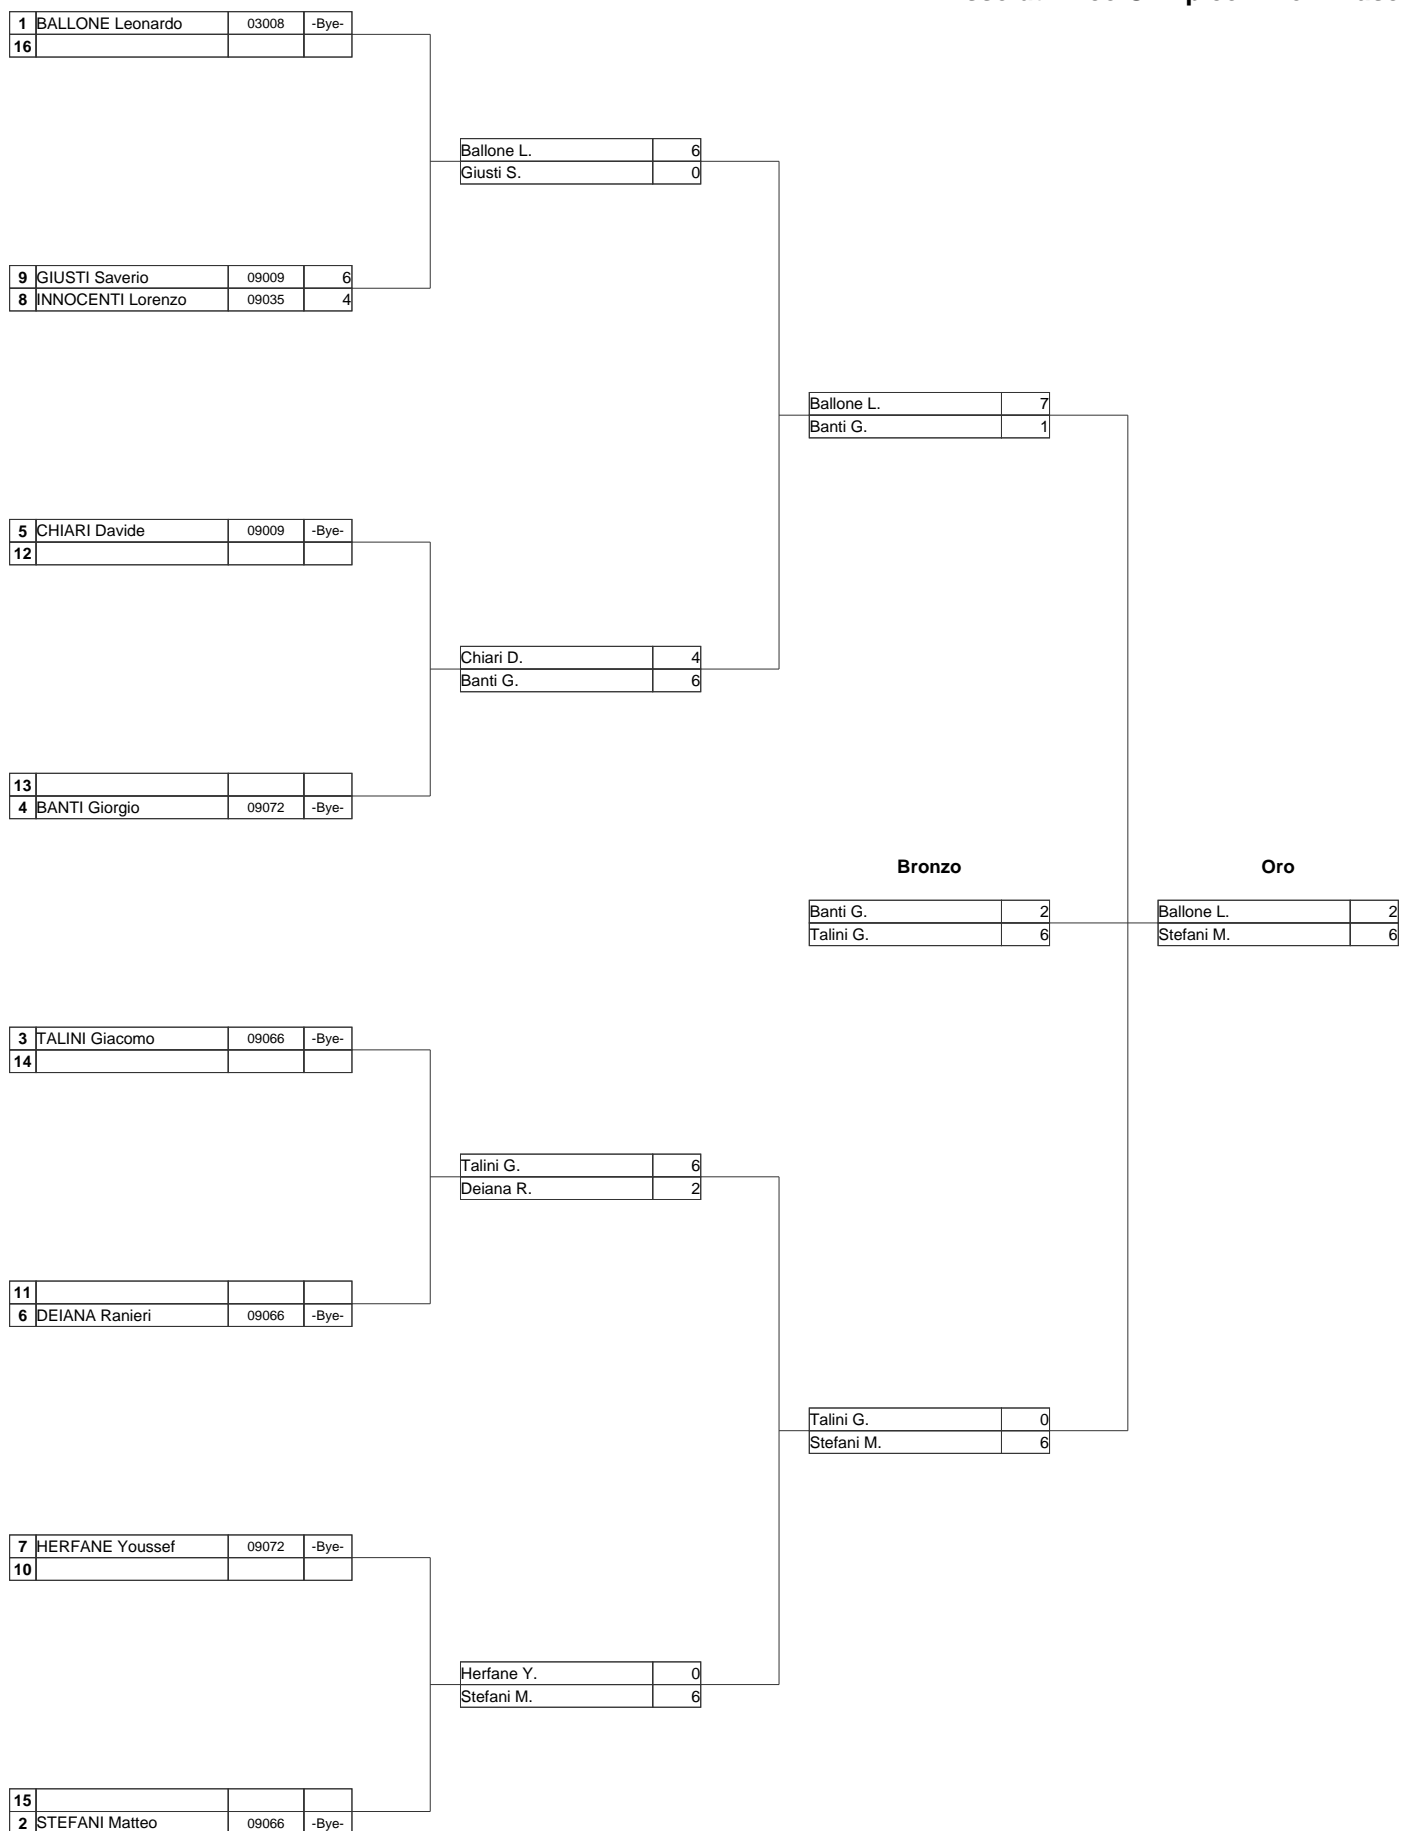 1 BALLONE Leonardo 03008 -Bye-
16
Ballone L. 6
Giusti S. 0
9 GIUSTI Saverio 09009 6
8 INNOCENTI Lorenzo 09035 4
Ballone L. 7
Banti G. 1
5 CHIARI Davide 09009 -Bye-
12
Chiari D. 4
Banti G. 6
13
4 BANTI Giorgio 09072 -Bye-
Bronzo Oro
Banti G. 2 Ballone L. 2
Talini G. 6 Stefani M. 6
3 TALINI Giacomo 09066 -Bye-
14
Talini G. 6
Deiana R. 2
11
6 DEIANA Ranieri 09066 -Bye-
Talini G. 0
Stefani M. 6
7 HERFANE Youssef 09072 -Bye-
10
Herfane Y. 0
Stefani M. 6
15
2 STEFANI Matteo 09066 -Bye-